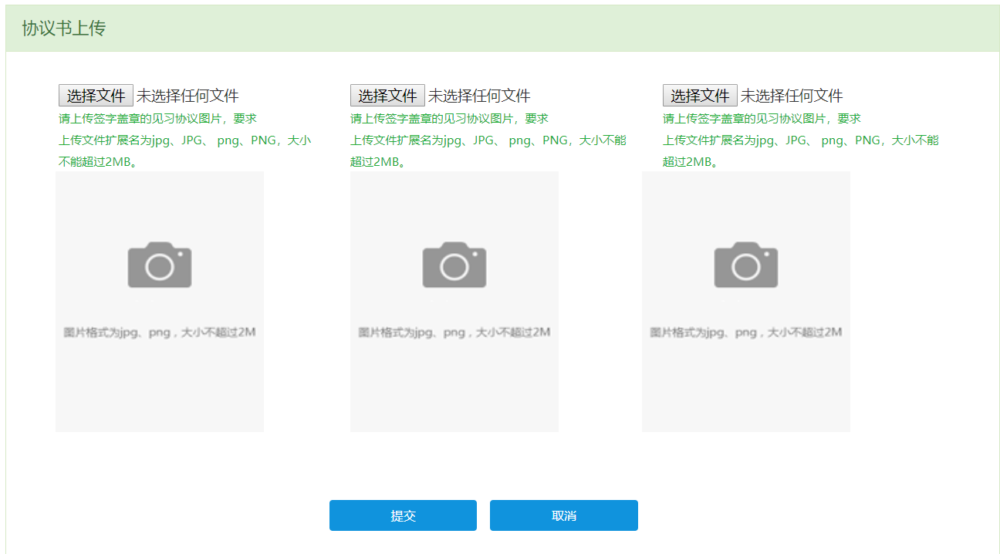 协议书上传
选择文件 未选择任何文件
请上传签字盖章的见习协议图片，要求
上传文件扩展名为jpg、JPG、 png、PNG，大小
不能超过2MB。
图片格式为jpg、png，大小不超过2M
选择文件 未选择任何文件
请上传签字盖章的见习协议图片，要求
上传文件扩展名为jpg、JPG、 png、PNG，大小不能
超过2MB。
图片格式为jpg、png，大小不超过2M
选择文件 未选择任何文件
请上传签字盖章的见习协议图片，要求
上传文件扩展名为jpg、JPG、 png、PNG，大小不能
超过2MB。
图片格式为jpg、png，大小不超过2M
提交
取消